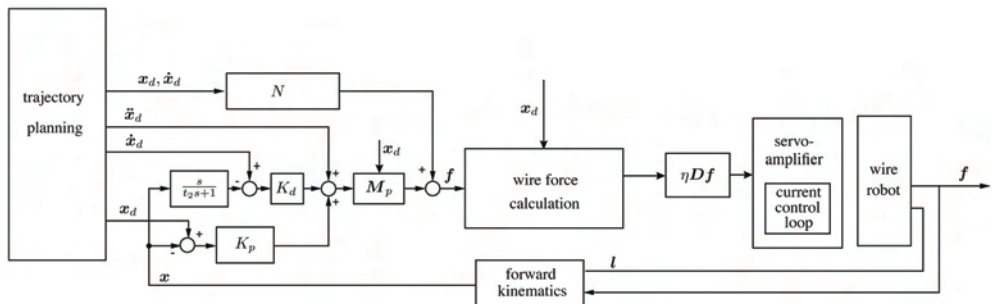 trajectory
planning
x_d, ẋ_d
N
ẍ_d
ẋ_d
x_d
s/(t_2 s+1)
+
-
K_d
+
+
+
x_d
M_p
+
+
f
x_d
+
-
K_p
x
wire force
calculation
ηDf
servo-
amplifier
current
control
loop
wire
robot
f
l
forward
kinematics